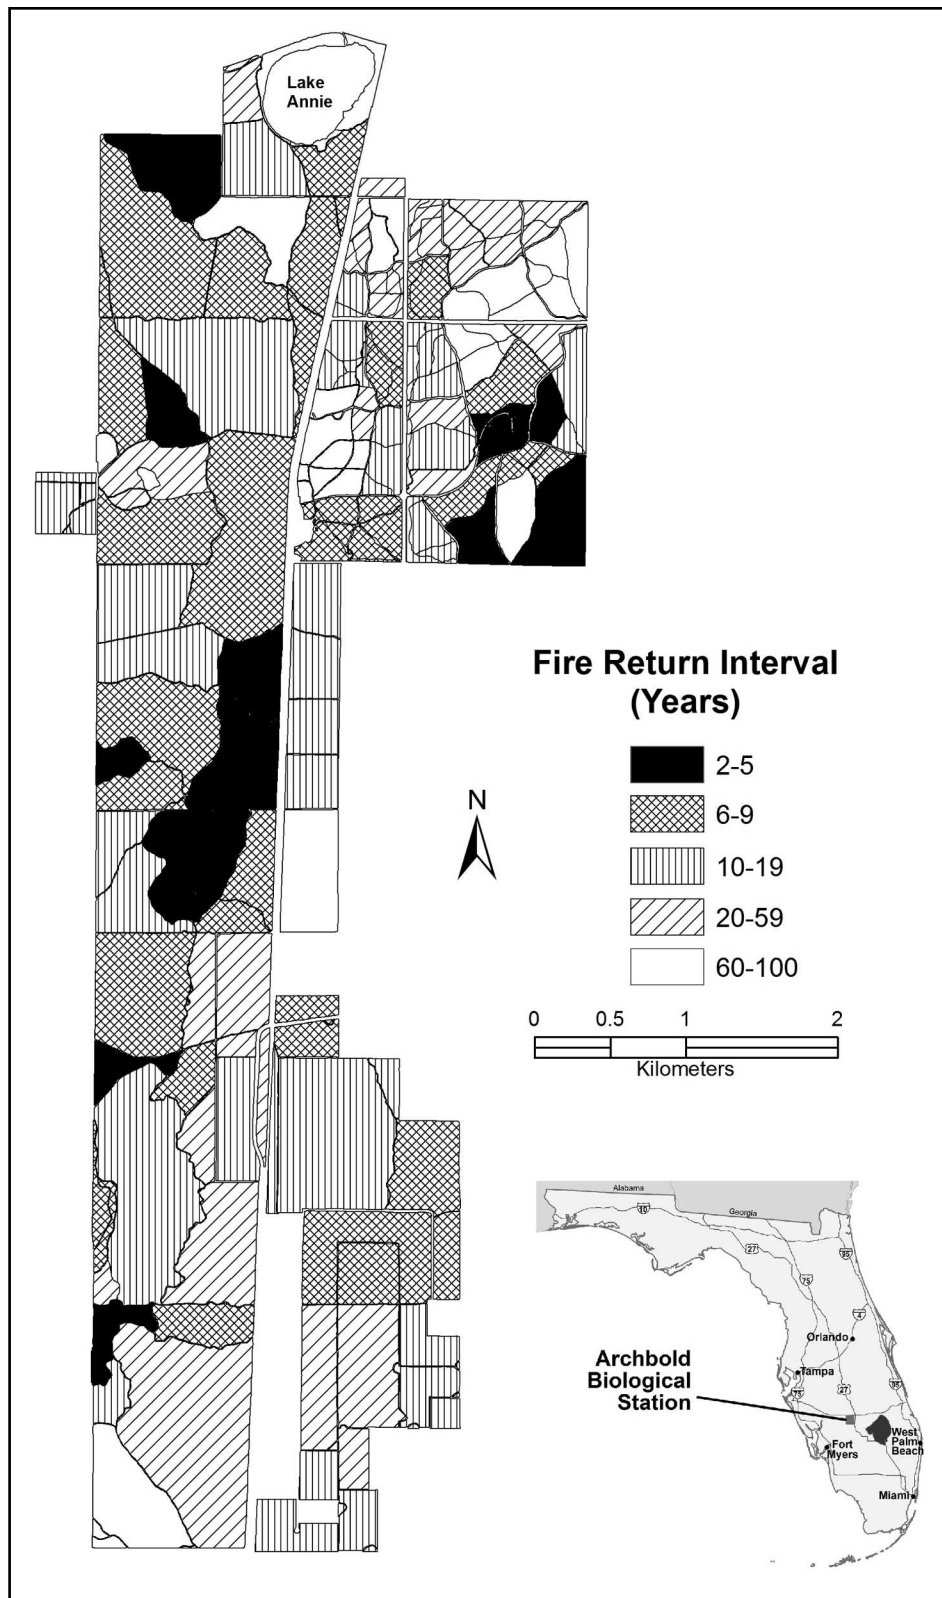 Lake
Annie
Fire Return Interval
(Years)
2-5
6-9
10-19
20-59
60-100
N
0 0.5 1 2
Kilometers
Alabama
Georgia
10
27
95
75
4
Orlando
Tampa
75
27
95
Archbold
Biological
Station
West
Palm
Beach
Fort
Myers
Miami